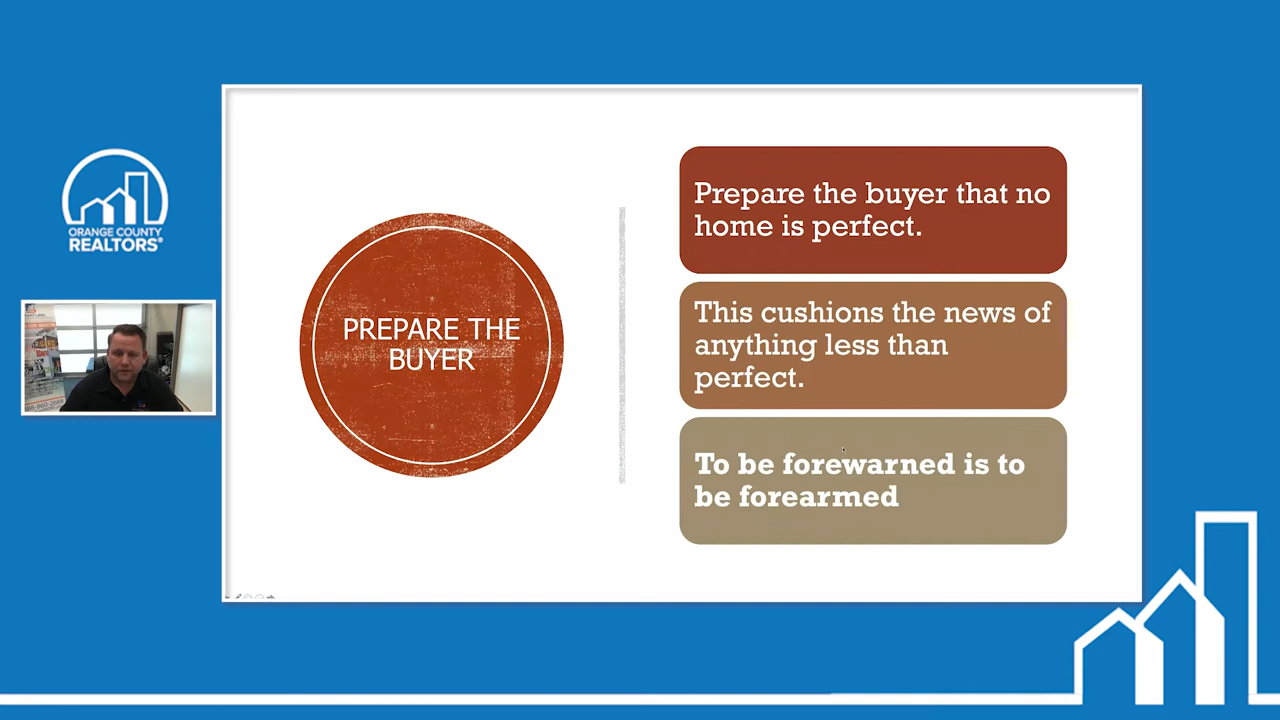 ORANGE COUNTY
REALTORS®
PREPARE THE
BUYER
Prepare the buyer that no
home is perfect.
This cushions the news of
anything less than
perfect.
To be forewarned is to
be forearmed